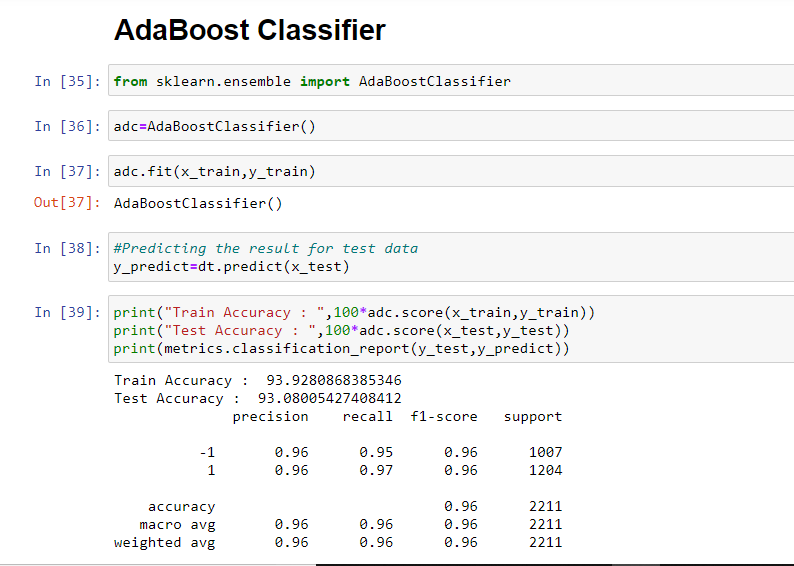 AdaBoost Classifier
In [35]: from sklearn.ensemble import AdaBoostClassifier
In [36]: adc=AdaBoostClassifier()
In [37]: adc.fit(x_train,y_train)
Out[37]: AdaBoostClassifier()
In [38]: #Predicting the result for test data
y_predict=dt.predict(x_test)
In [39]: print("Train Accuracy : ",100*adc.score(x_train,y_train))
print("Test Accuracy : ",100*adc.score(x_test,y_test))
print(metrics.classification_report(y_test,y_predict))
Train Accuracy :  93.9280868385346
Test Accuracy :  93.08005427408412
precision recall f1-score support
-1 0.96 0.95 0.96 1007
1 0.96 0.97 0.96 1204
accuracy 0.96 2211
macro avg 0.96 0.96 0.96 2211
weighted avg 0.96 0.96 0.96 2211